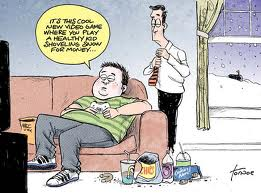 IT'S THIS COOL
NEW VIDEO GAME
WHERE YOU PLAY
A HEALTHY KID
SHOVELING SNOW
FOR MONEY...